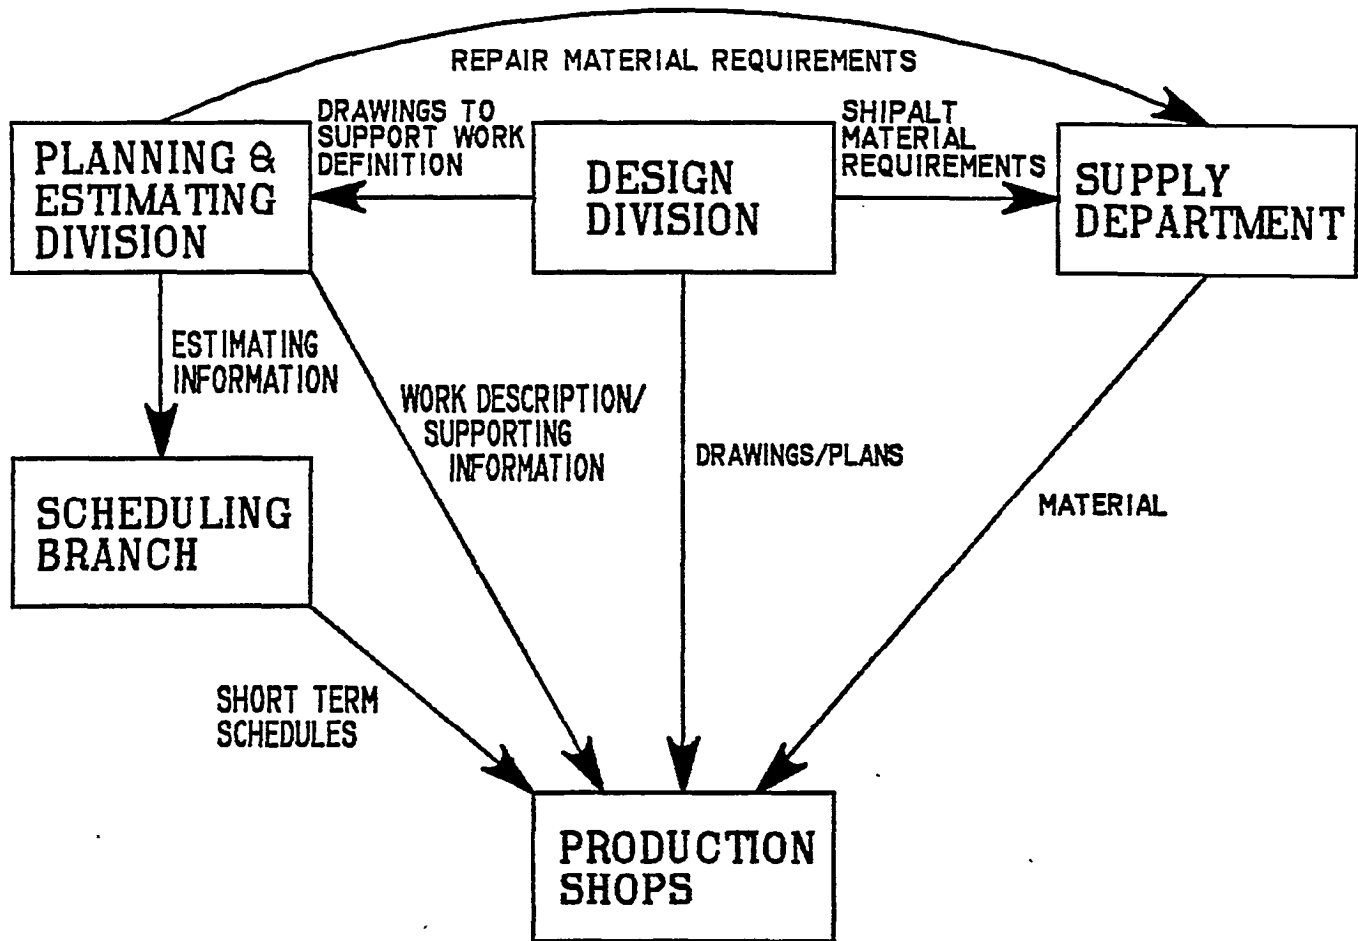 REPAIR MATERIAL REQUIREMENTS
DRAWINGS TO
SUPPORT WORK
DEFINITION
SHIPALT
MATERIAL
REQUIREMENTS
PLANNING &
ESTIMATING
DIVISION
DESIGN
DIVISION
SUPPLY
DEPARTMENT
ESTIMATING
INFORMATION
WORK DESCRIPTION/
SUPPORTING
INFORMATION
DRAWINGS/PLANS
MATERIAL
SCHEDULING
BRANCH
SHORT TERM
SCHEDULES
PRODUCTION
SHOPS